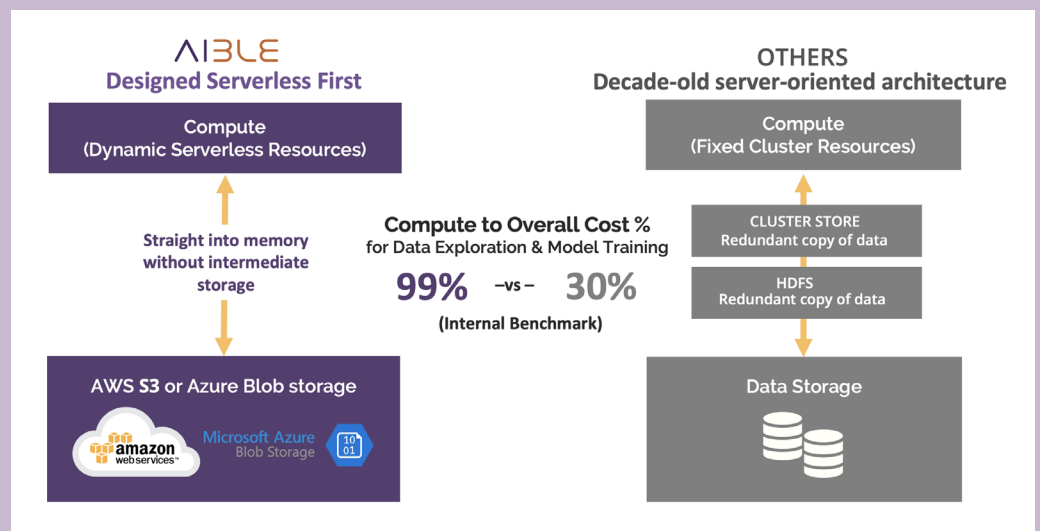 AIBLE
Designed Serverless First
Compute
(Dynamic Serverless Resources)
Straight into memory
without intermediate
storage
AWS S3 or Azure Blob storage
amazon
web services™
Microsoft Azure
Blob Storage
10
01
Compute to Overall Cost %
for Data Exploration & Model Training
99% –vs – 30%
(Internal Benchmark)
OTHERS
Decade-old server-oriented architecture
Compute
(Fixed Cluster Resources)
CLUSTER STORE
Redundant copy of data
HDFS
Redundant copy of data
Data Storage